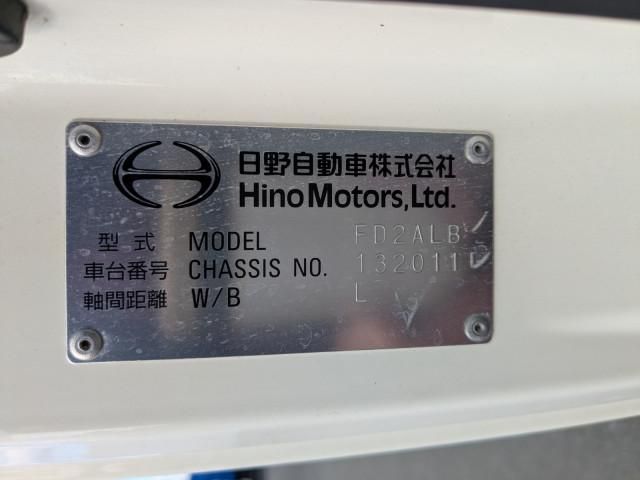 日野自動車株式会社
Hino Motors, Ltd.
型式 MODEL FD2ALB
車台番号 CHASSIS NO. 132011
軸間距離 W/B L